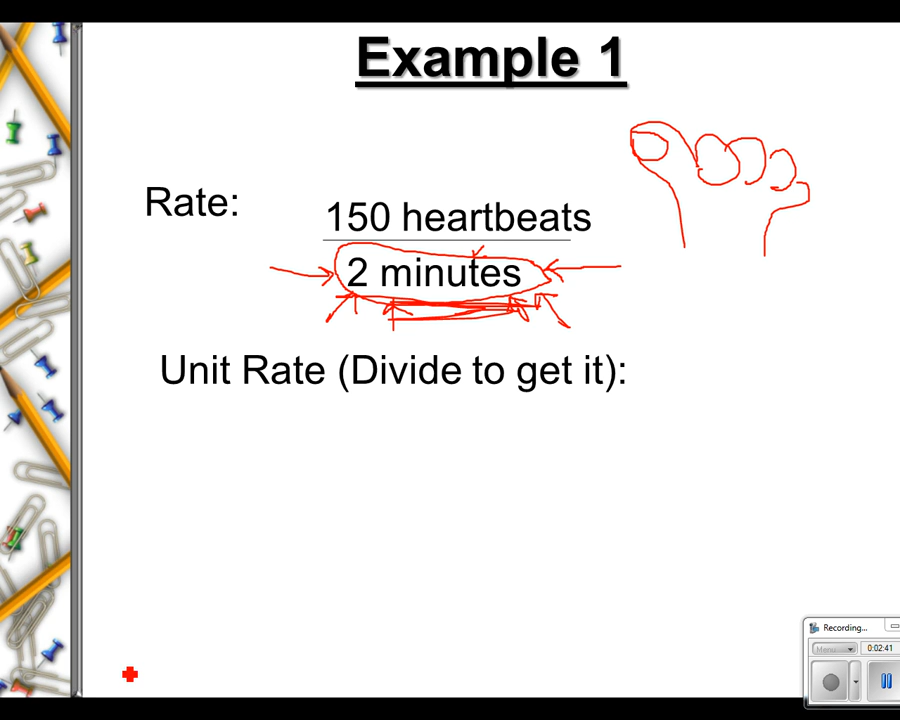 Example 1
Rate:
150 heartbeats
2 minutes
Unit Rate (Divide to get it):
Recording...
Menu
0:02:41